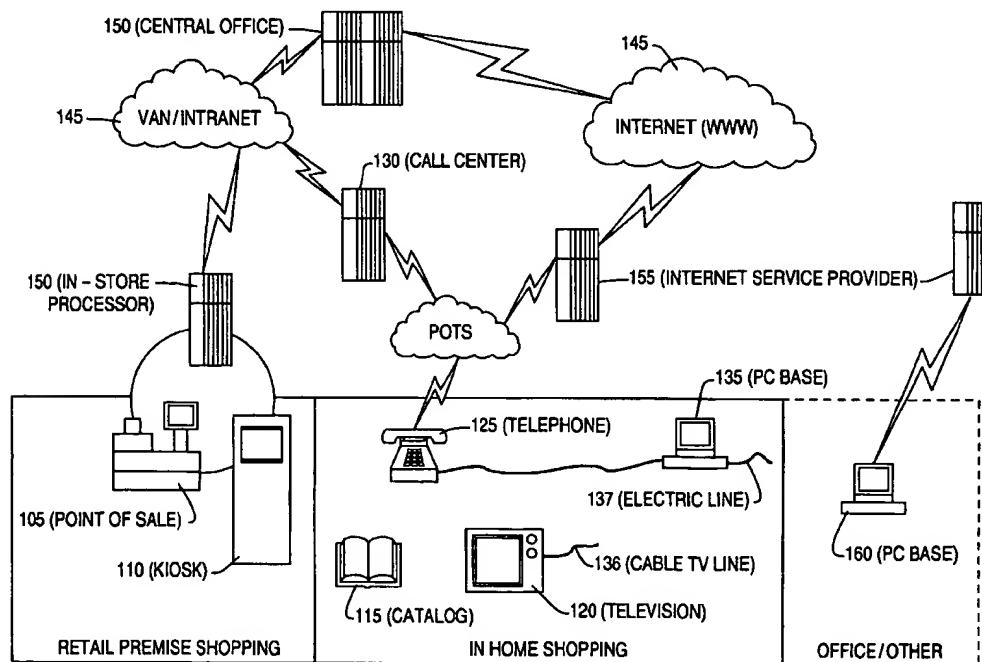 150 (CENTRAL OFFICE)
145
145
VAN/INTRANET
INTERNET (WWW)
130 (CALL CENTER)
150 (IN – STORE
PROCESSOR)
155 (INTERNET SERVICE PROVIDER)
POTS
135 (PC BASE)
125 (TELEPHONE)
137 (ELECTRIC LINE)
105 (POINT OF SALE)
160 (PC BASE)
136 (CABLE TV LINE)
110 (KIOSK)
115 (CATALOG)
120 (TELEVISION)
RETAIL PREMISE SHOPPING
IN HOME SHOPPING
OFFICE/OTHER